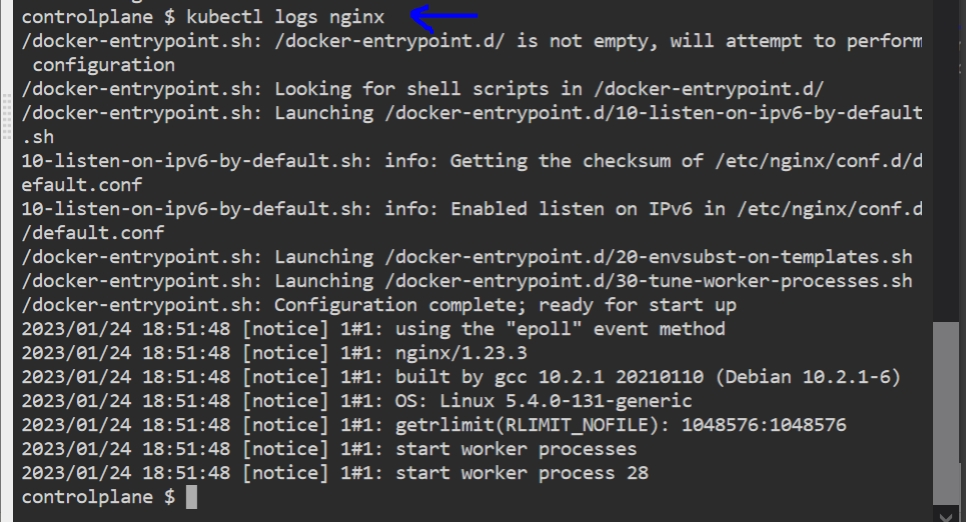 controlplane $ kubectl logs nginx
/docker-entrypoint.sh: /docker-entrypoint.d/ is not empty, will attempt to perform
 configuration
/docker-entrypoint.sh: Looking for shell scripts in /docker-entrypoint.d/
/docker-entrypoint.sh: Launching /docker-entrypoint.d/10-listen-on-ipv6-by-default
.sh
10-listen-on-ipv6-by-default.sh: info: Getting the checksum of /etc/nginx/conf.d/d
efault.conf
10-listen-on-ipv6-by-default.sh: info: Enabled listen on IPv6 in /etc/nginx/conf.d
/default.conf
/docker-entrypoint.sh: Launching /docker-entrypoint.d/20-envsubst-on-templates.sh
/docker-entrypoint.sh: Launching /docker-entrypoint.d/30-tune-worker-processes.sh
/docker-entrypoint.sh: Configuration complete; ready for start up
2023/01/24 18:51:48 [notice] 1#1: using the "epoll" event method
2023/01/24 18:51:48 [notice] 1#1: nginx/1.23.3
2023/01/24 18:51:48 [notice] 1#1: built by gcc 10.2.1 20210110 (Debian 10.2.1-6)
2023/01/24 18:51:48 [notice] 1#1: OS: Linux 5.4.0-131-generic
2023/01/24 18:51:48 [notice] 1#1: getrlimit(RLIMIT_NOFILE): 1048576:1048576
2023/01/24 18:51:48 [notice] 1#1: start worker processes
2023/01/24 18:51:48 [notice] 1#1: start worker process 28
controlplane $